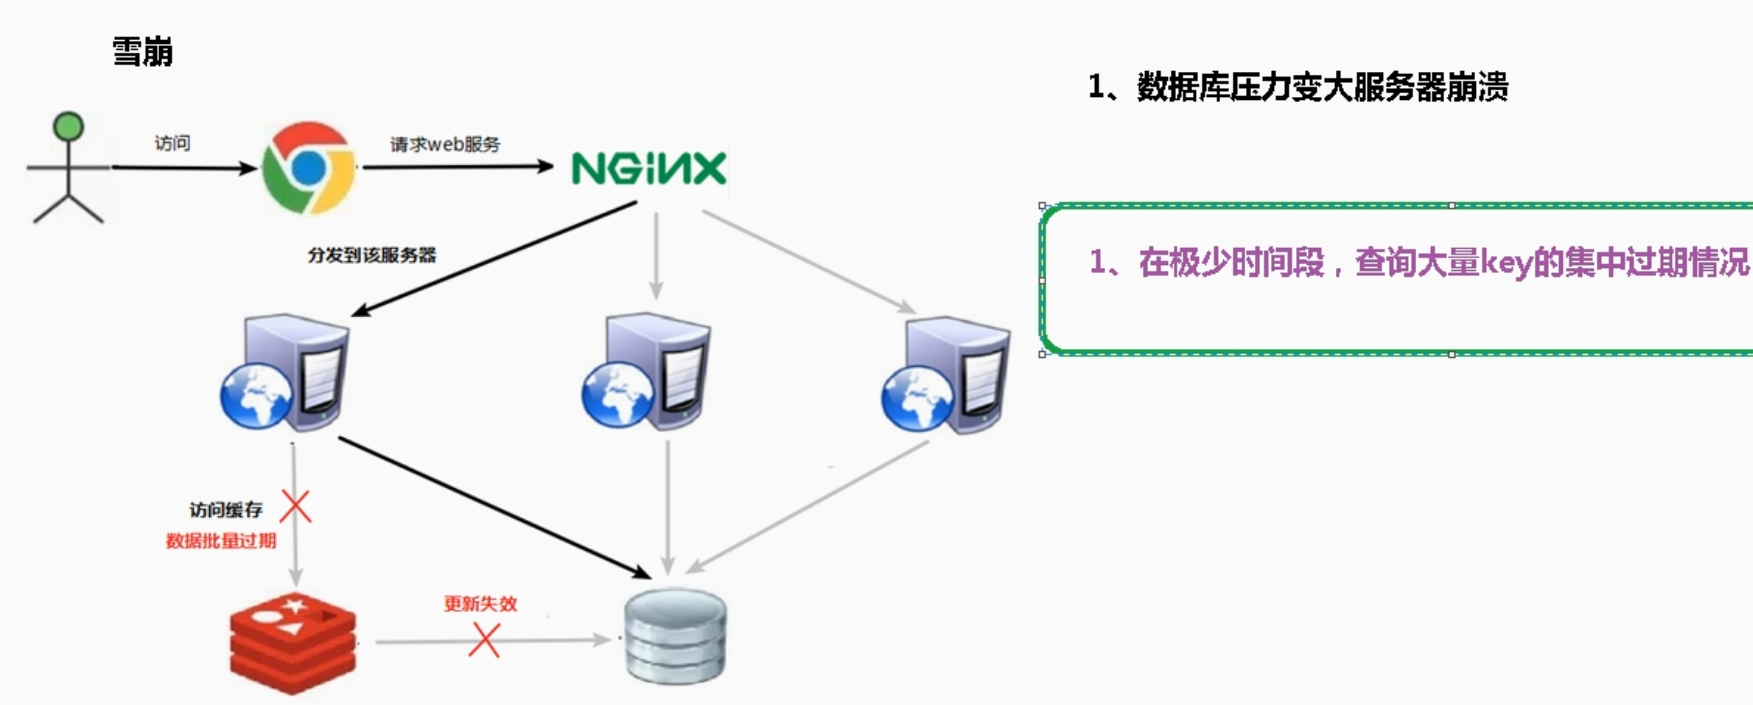 雪崩
1、数据库压力变大服务器崩溃
访问
请求web服务
NGiNX
分发到该服务器
1、在极少时间段，查询大量key的集中过期情况
访问缓存
数据批量过期
更新失效